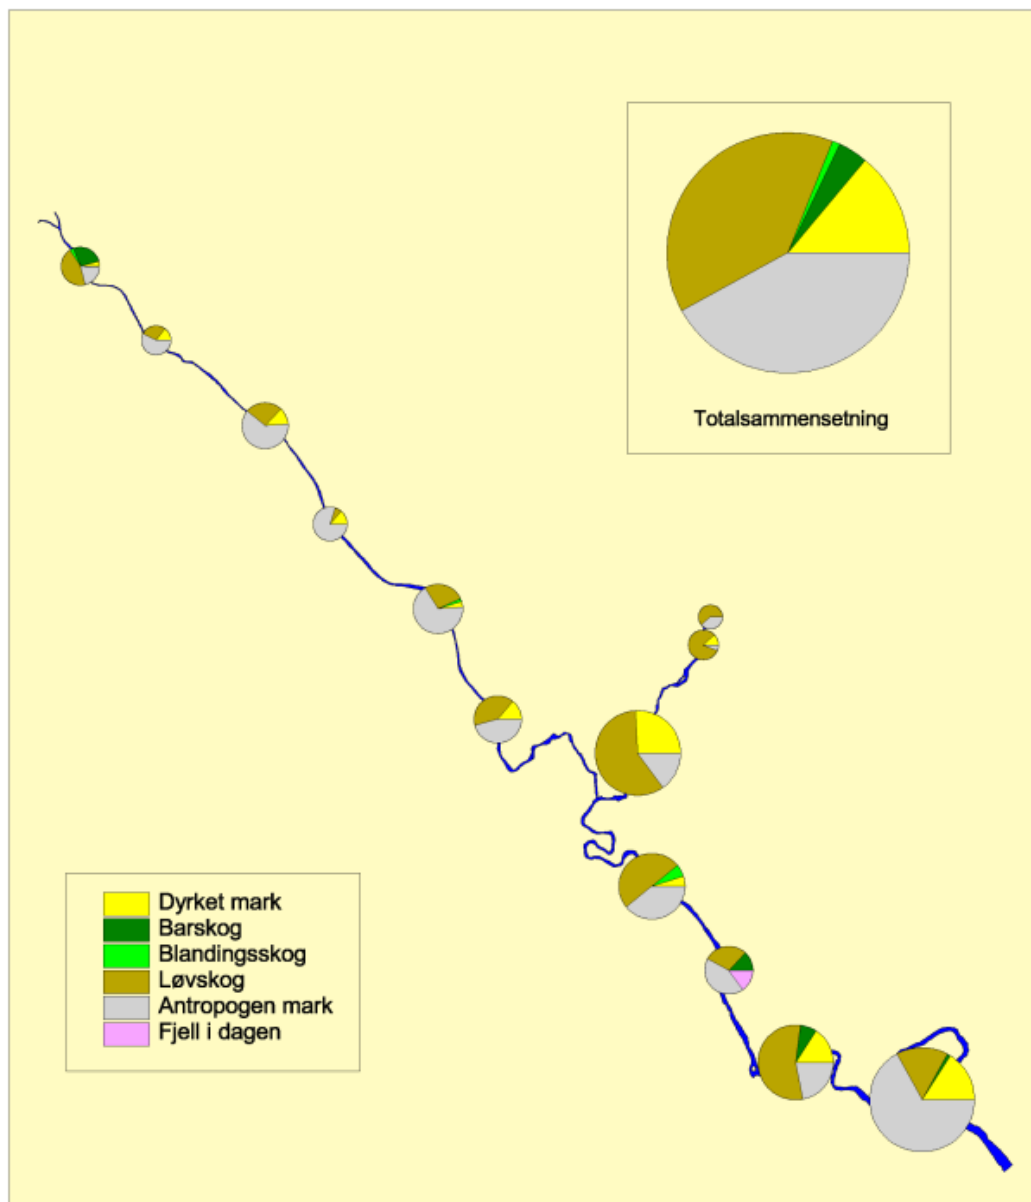 Totalsammensetning
Dyrket mark
Barskog
Blandingsskog
Løvskog
Antropogen mark
Fjell i dagen